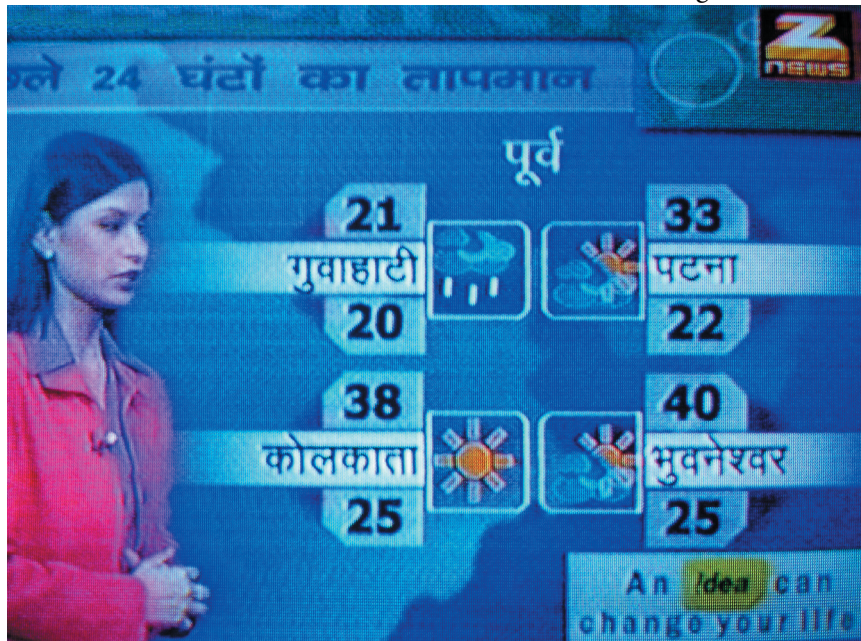 24 घंटों का तापमान
Z
NEWS
पूर्व
21
गुवाहाटी
20
33
पटना
22
38
कोलकाता
25
40
भुवनेश्वर
25
An Idea can
change your life